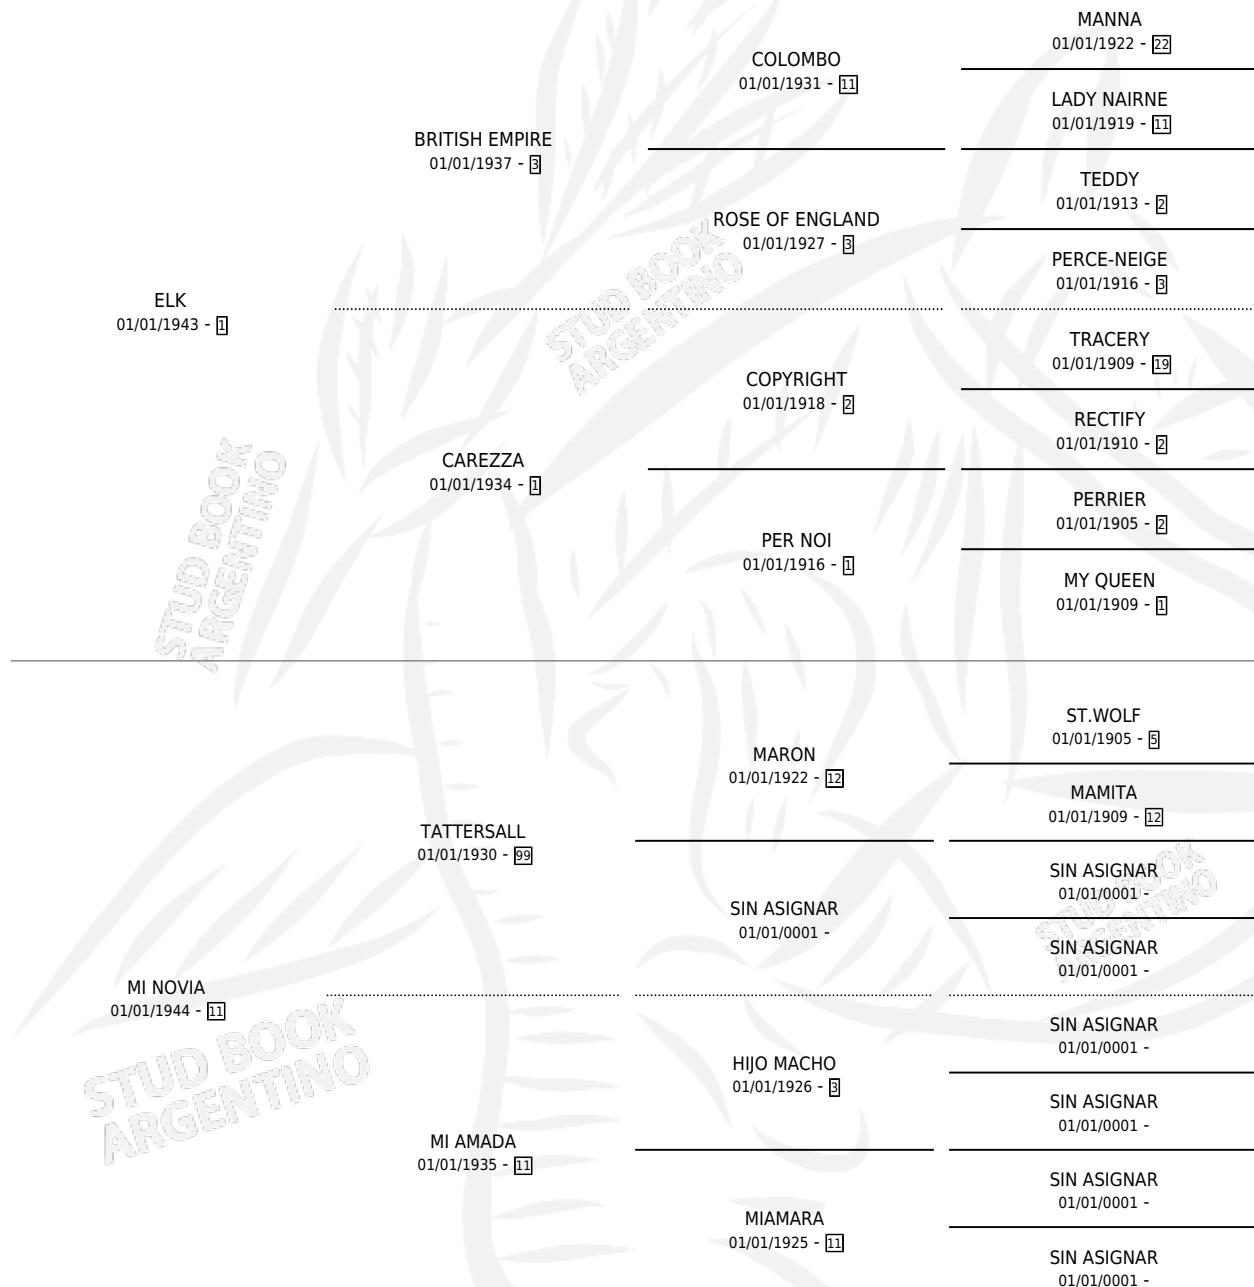 ELK
01/01/1943 - 1
BRITISH EMPIRE
01/01/1937 - 3
CAREZZA
01/01/1934 - 1
COLOMBO
01/01/1931 - 11
ROSE OF ENGLAND
01/01/1927 - 3
COPYRIGHT
01/01/1918 - 2
PER NOI
01/01/1916 - 1
MANNA
01/01/1922 - 22
LADY NAIRNE
01/01/1919 - 11
TEDDY
01/01/1913 - 2
PERCE-NEIGE
01/01/1916 - 3
TRACERY
01/01/1909 - 19
RECTIFY
01/01/1910 - 2
PERRIER
01/01/1905 - 2
MY QUEEN
01/01/1909 - 1
MI NOVIA
01/01/1944 - 11
TATTERSALL
01/01/1930 - 99
MI AMADA
01/01/1935 - 11
MARON
01/01/1922 - 12
SIN ASIGNAR
01/01/0001 -
HIJO MACHO
01/01/1926 - 3
MIAMARA
01/01/1925 - 11
ST.WOLF
01/01/1905 - 5
MAMITA
01/01/1909 - 12
SIN ASIGNAR
01/01/0001 -
SIN ASIGNAR
01/01/0001 -
SIN ASIGNAR
01/01/0001 -
SIN ASIGNAR
01/01/0001 -
SIN ASIGNAR
01/01/0001 -
SIN ASIGNAR
01/01/0001 -
STUD BOOK
ARGENTINO
STUD BOOK
ARGENTINO
STUD BOOK
ARGENTINO
STUD BOOK
ARGENTINO